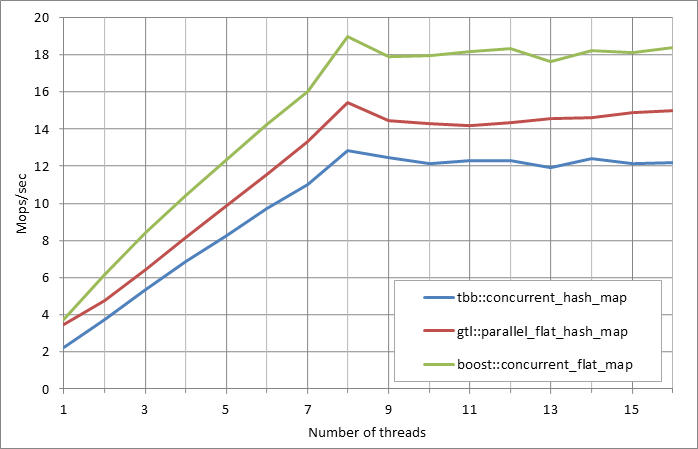 20
18
16
14
12
10
8
6
4
2
0
Mops/sec
tbb::concurrent_hash_map
gtl::parallel_flat_hash_map
boost::concurrent_flat_map
1 3 5 7 9 11 13 15
Number of threads